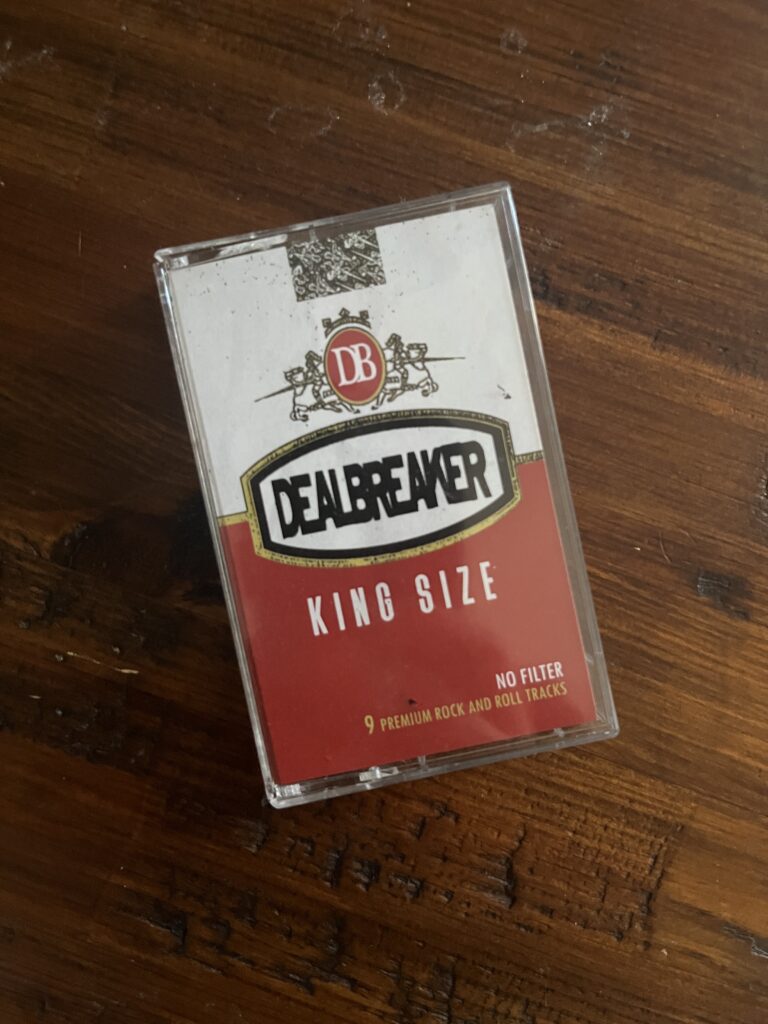 DB
DEALBREAKER
KING SIZE
NO FILTER
9 PREMIUM ROCK AND ROLL TRACKS